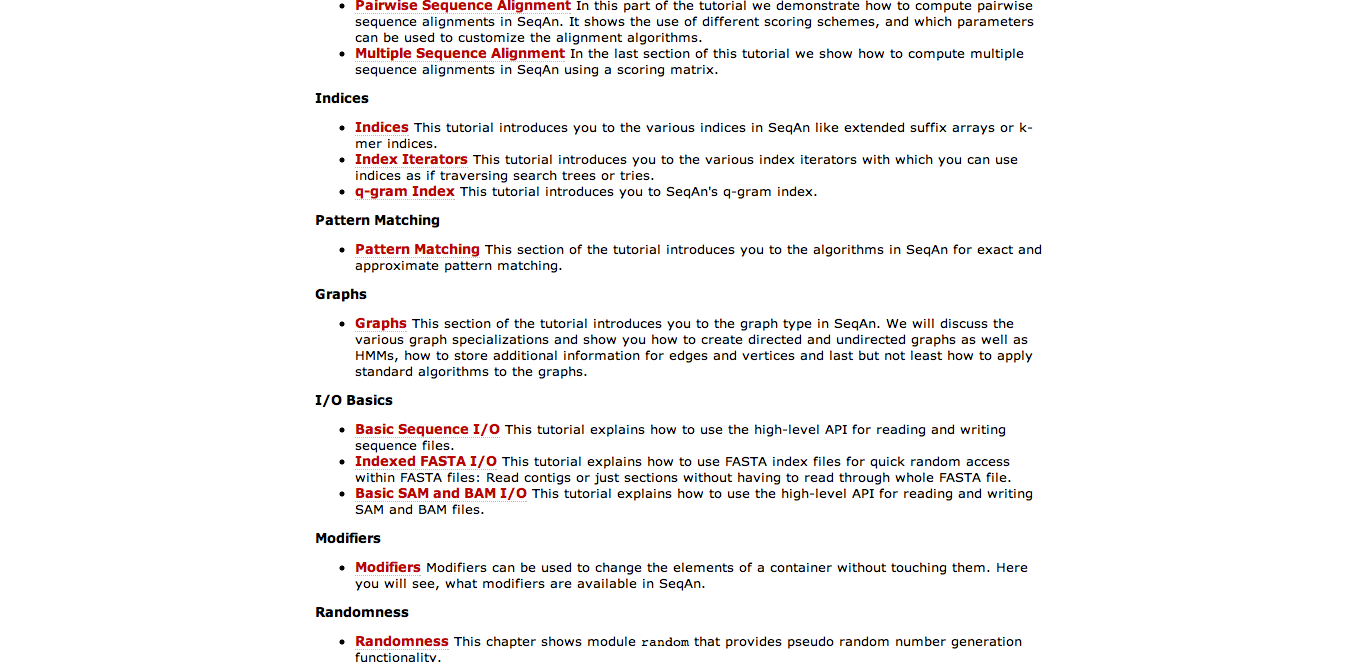 Pairwise Sequence Alignment In this part of the tutorial we demonstrate how to compute pairwise
sequence alignments in SeqAn. It shows the use of different scoring schemes, and which parameters
can be used to customize the alignment algorithms.
Multiple Sequence Alignment In the last section of this tutorial we show how to compute multiple
sequence alignments in SeqAn using a scoring matrix.
Indices
Indices This tutorial introduces you to the various indices in SeqAn like extended suffix arrays or k-
mer indices.
Index Iterators This tutorial introduces you to the various index iterators with which you can use
indices as if traversing search trees or tries.
q-gram Index This tutorial introduces you to SeqAn's q-gram index.
Pattern Matching
Pattern Matching This section of the tutorial introduces you to the algorithms in SeqAn for exact and
approximate pattern matching.
Graphs
Graphs This section of the tutorial introduces you to the graph type in SeqAn. We will discuss the
various graph specializations and show you how to create directed and undirected graphs as well as
HMMs, how to store additional information for edges and vertices and last but not least how to apply
standard algorithms to the graphs.
I/O Basics
Basic Sequence I/O This tutorial explains how to use the high-level API for reading and writing
sequence files.
Indexed FASTA I/O This tutorial explains how to use FASTA index files for quick random access
within FASTA files: Read contigs or just sections without having to read through whole FASTA file.
Basic SAM and BAM I/O This tutorial explains how to use the high-level API for reading and writing
SAM and BAM files.
Modifiers
Modifiers Modifiers can be used to change the elements of a container without touching them. Here
you will see, what modifiers are available in SeqAn.
Randomness
Randomness This chapter shows module random that provides pseudo random number generation
functionality.